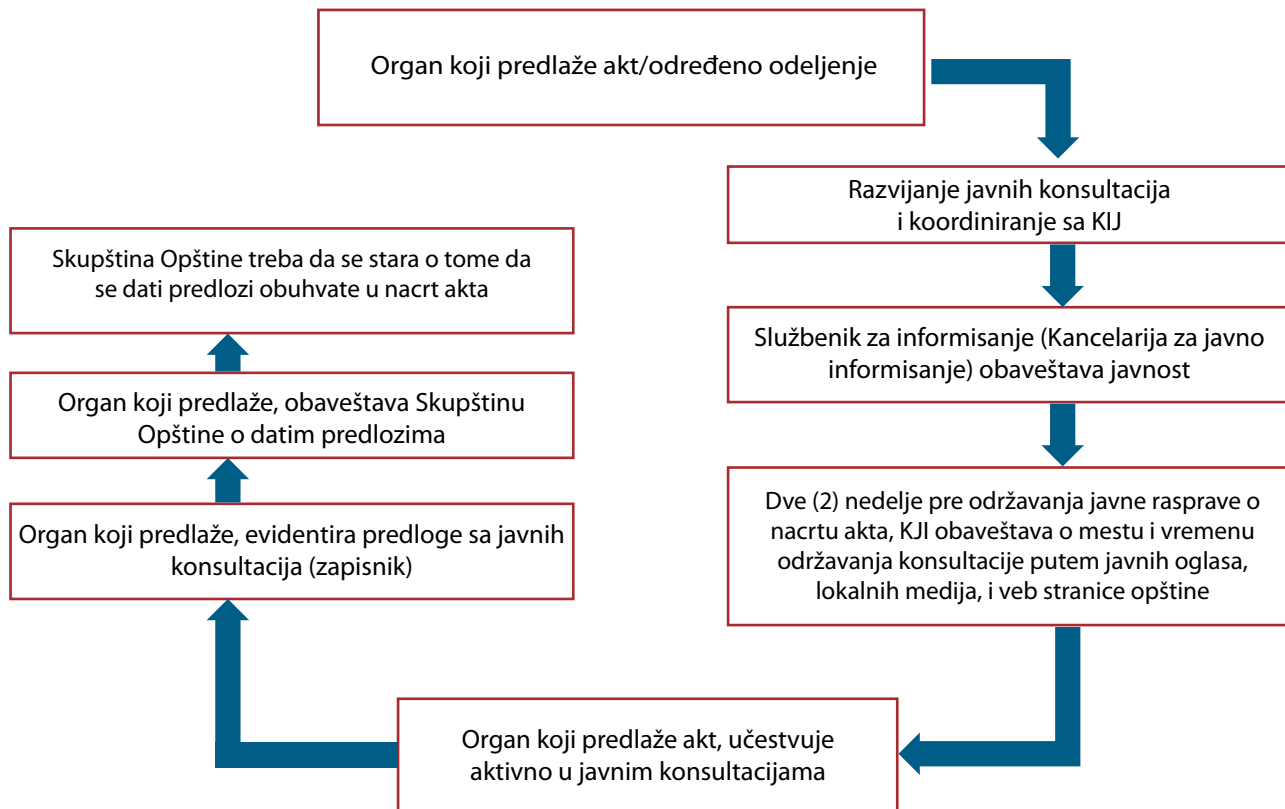 Organ koji predlaže akt/određeno odeljenje
Razvijanje javnih konsultacija
i koordiniranje sa KIJ
Službenik za informisanje (Kancelarija za javno
informisanje) obaveštava javnost
Dve (2) nedelje pre održavanja javne rasprave o
nacrtu akta, KJI obaveštava o mestu i vremenu
održavanja konsultacije putem javnih oglasa,
lokalnih medija, i veb stranice opštine
Organ koji predlaže akt, učestvuje
aktivno u javnim konsultacijama
Organ koji predlaže, evidentira predloge sa javnih
konsultacija (zapisnik)
Organ koji predlaže, obaveštava Skupštinu
Opštine o datim predlozima
Skupština Opštine treba da se stara o tome da
se dati predlozi obuhvate u nacrt akta